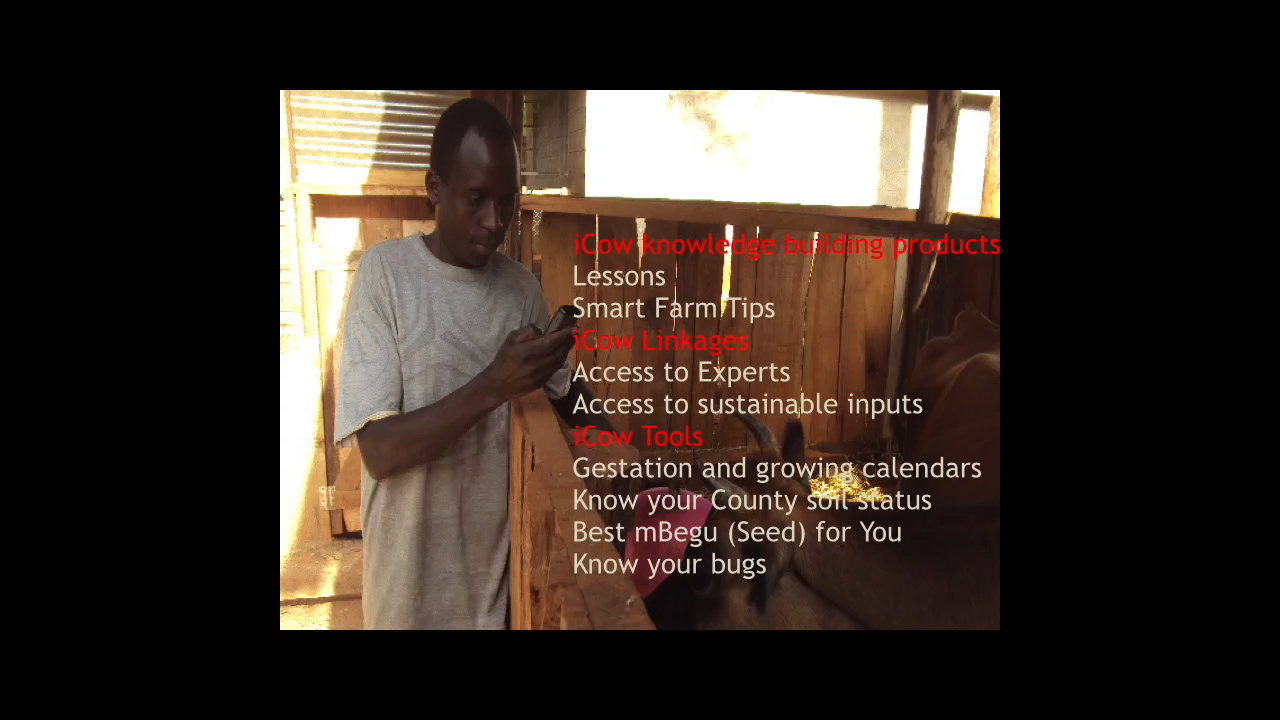 iCow knowledge building products
Lessons
Smart Farm Tips
iCow Linkages
Access to Experts
Access to sustainable inputs
iCow Tools
Gestation and growing calendars
Know your County soil status
Best mBegu (Seed) for You
Know your bugs